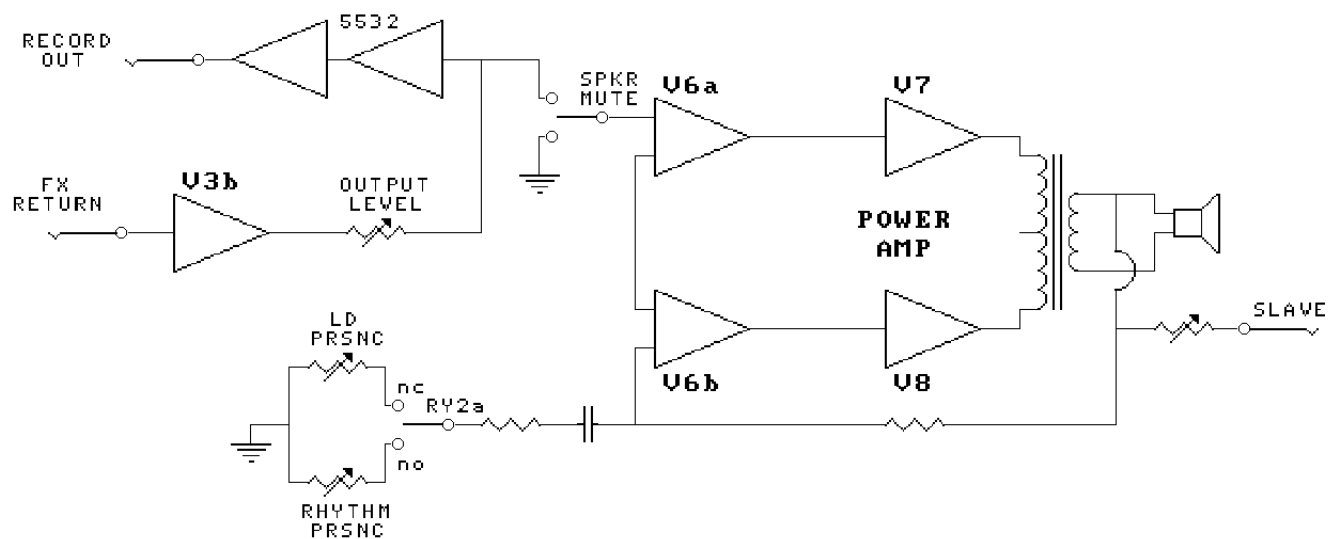 5532
RECORD
OUT
SPKR
MUTE
V6a
V7
FX
RETURN
V3b
OUTPUT
LEVEL
POWER
AMP
SLAVE
LD
PRSNC
nc
RY2a
V6b
V8
no
RHYTHM
PRSNC